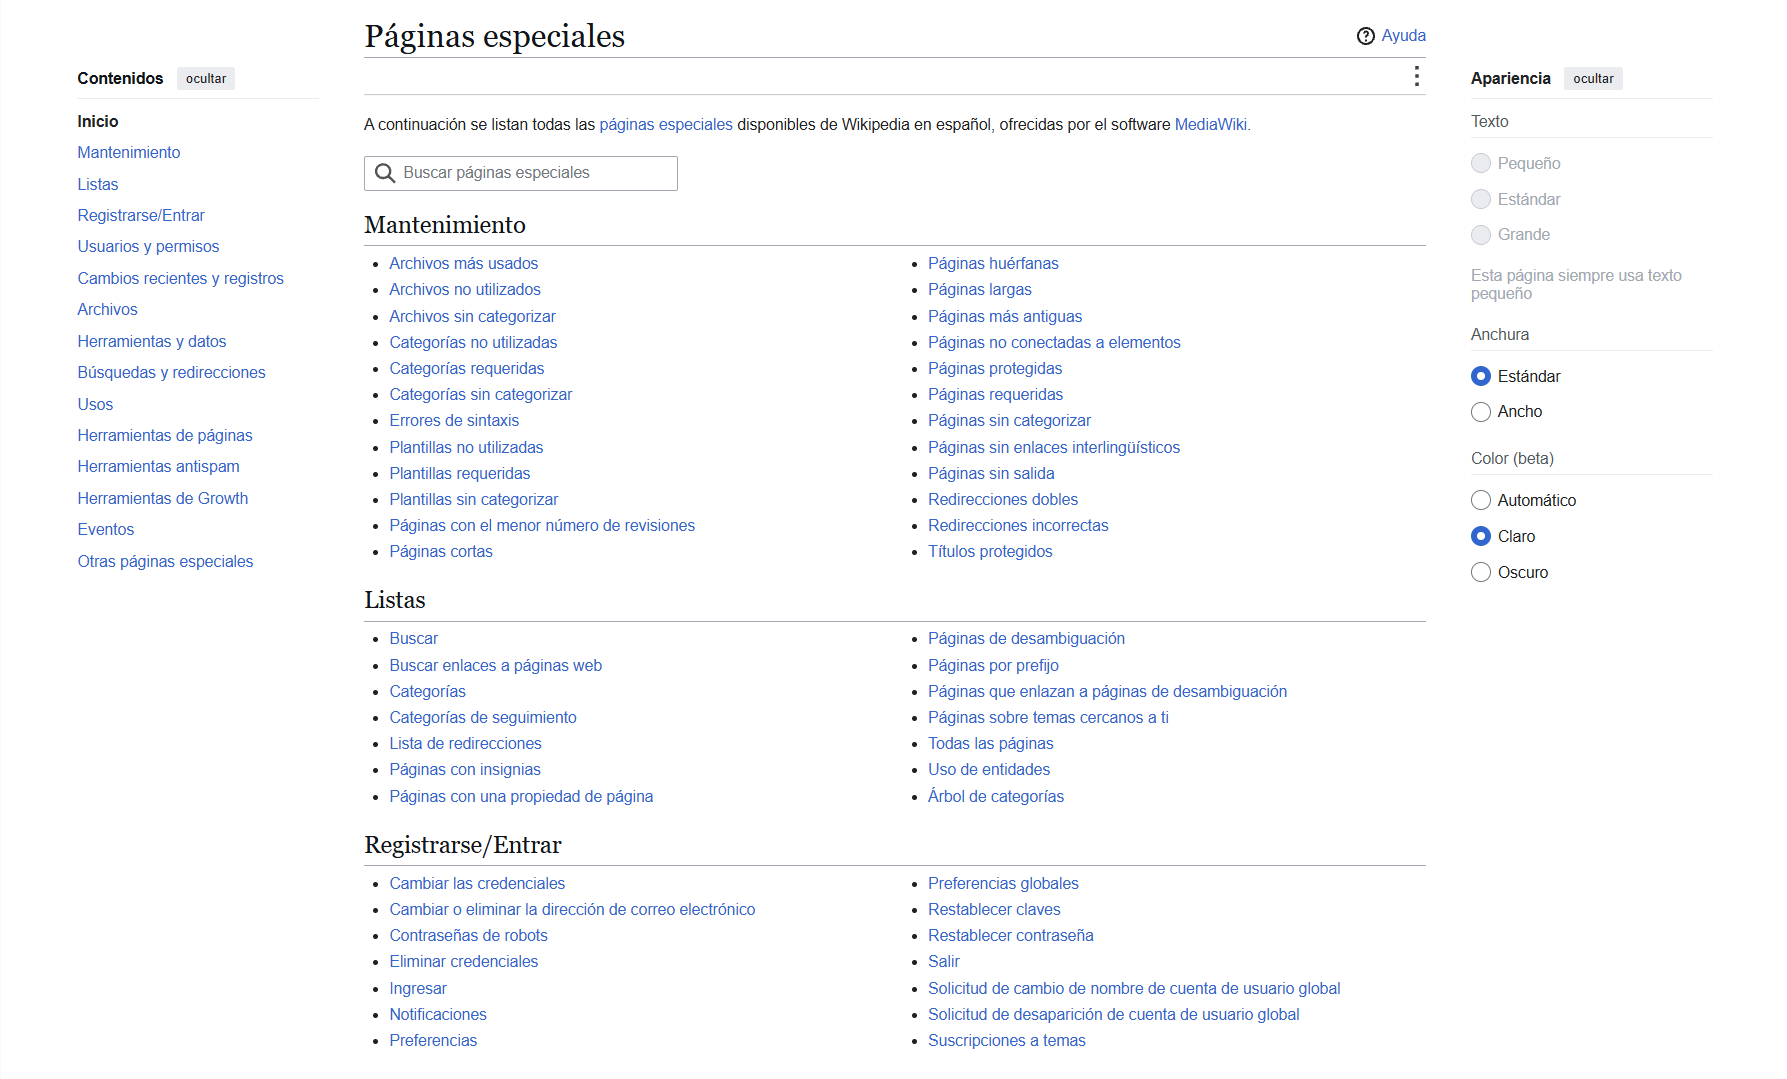 Páginas especiales
Ayuda
Contenidos ocultar
Inicio
Mantenimiento
Listas
Registrarse/Entrar
Usuarios y permisos
Cambios recientes y registros
Archivos
Herramientas y datos
Búsquedas y redirecciones
Usos
Herramientas de páginas
Herramientas antispam
Herramientas de Growth
Eventos
Otras páginas especiales
A continuación se listan todas las páginas especiales disponibles de Wikipedia en español, ofrecidas por el software MediaWiki.
Buscar páginas especiales
Mantenimiento
Archivos más usados
Archivos no utilizados
Archivos sin categorizar
Categorías no utilizadas
Categorías requeridas
Categorías sin categorizar
Errores de sintaxis
Plantillas no utilizadas
Plantillas requeridas
Plantillas sin categorizar
Páginas con el menor número de revisiones
Páginas cortas
Páginas huérfanas
Páginas largas
Páginas más antiguas
Páginas no conectadas a elementos
Páginas protegidas
Páginas requeridas
Páginas sin categorizar
Páginas sin enlaces interlingüísticos
Páginas sin salida
Redirecciones dobles
Redirecciones incorrectas
Títulos protegidos
Listas
Buscar
Buscar enlaces a páginas web
Categorías
Categorías de seguimiento
Lista de redirecciones
Páginas con insignias
Páginas con una propiedad de página
Páginas de desambiguación
Páginas por prefijo
Páginas que enlazan a páginas de desambiguación
Páginas sobre temas cercanos a ti
Todas las páginas
Uso de entidades
Árbol de categorías
Registrarse/Entrar
Cambiar las credenciales
Cambiar o eliminar la dirección de correo electrónico
Contraseñas de robots
Eliminar credenciales
Ingresar
Notificaciones
Preferencias
Preferencias globales
Restablecer claves
Restablecer contraseña
Salir
Solicitud de cambio de nombre de cuenta de usuario global
Solicitud de desaparición de cuenta de usuario global
Suscripciones a temas
Apariencia ocultar
Texto
Pequeño
Estándar
Grande
Esta página siempre usa texto
pequeño
Anchura
Estándar
Ancho
Color (beta)
Automático
Claro
Oscuro